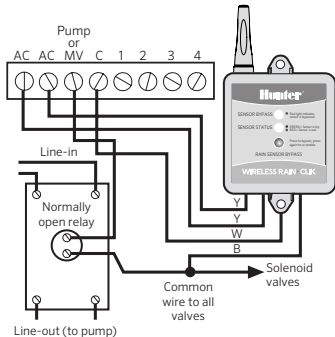 Pump
or
AC AC MV C 1 2 3 4
Hunter
SENSOR BYPASS
SENSOR STATUS
RAIN SENSOR BYPASS
WIRELESS RAIN CLIK
Line-in
Normally
open relay
Y
Y
W
B
Solenoid
valves
Common
wire to all
valves
Line-out (to pump)